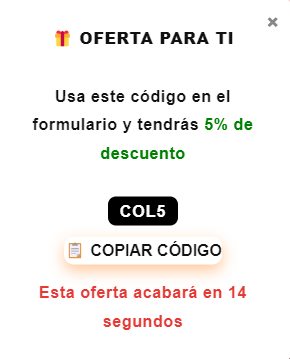 OFERTA PARA TI
Usa este código en el
formulario y tendrás 5% de
descuento
COL5
COPIAR CÓDIGO
Esta oferta acabará en 14
segundos